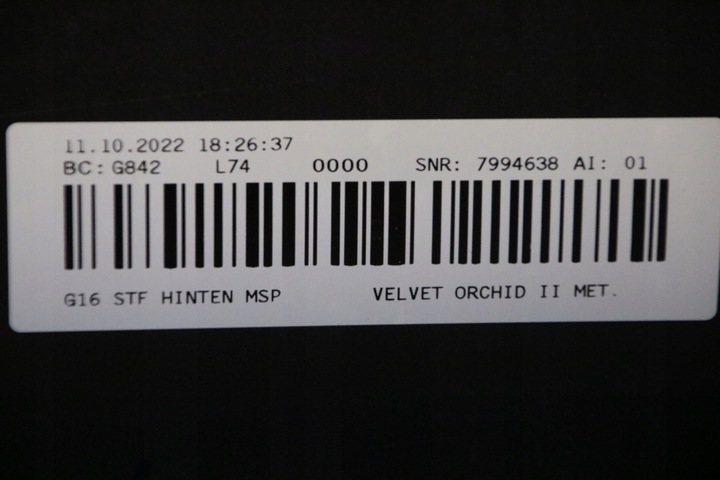 11.10.2022 18:26:37
BC: G842 L74 0000 SNR: 7994638 AI: 01
G16 STF HINTEN MSP VELVET ORCHID II MET.